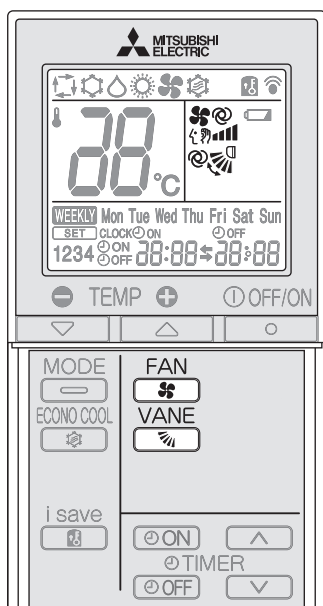 MITSUBISHI
ELECTRIC
88°C
WEEKLY Mon Tue Wed Thu Fri Sat Sun
SET CLOCK ON OFF
1234 ON OFF 88:88 88:88
TEMP OFF/ON
MODE FAN
ECONO COOL VANE
i save
ON
TIMER
OFF